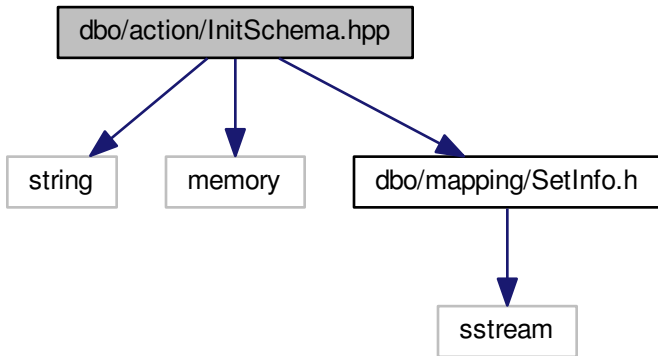 dbo/action/InitSchema.hpp
string
memory
dbo/mapping/SetInfo.h
sstream